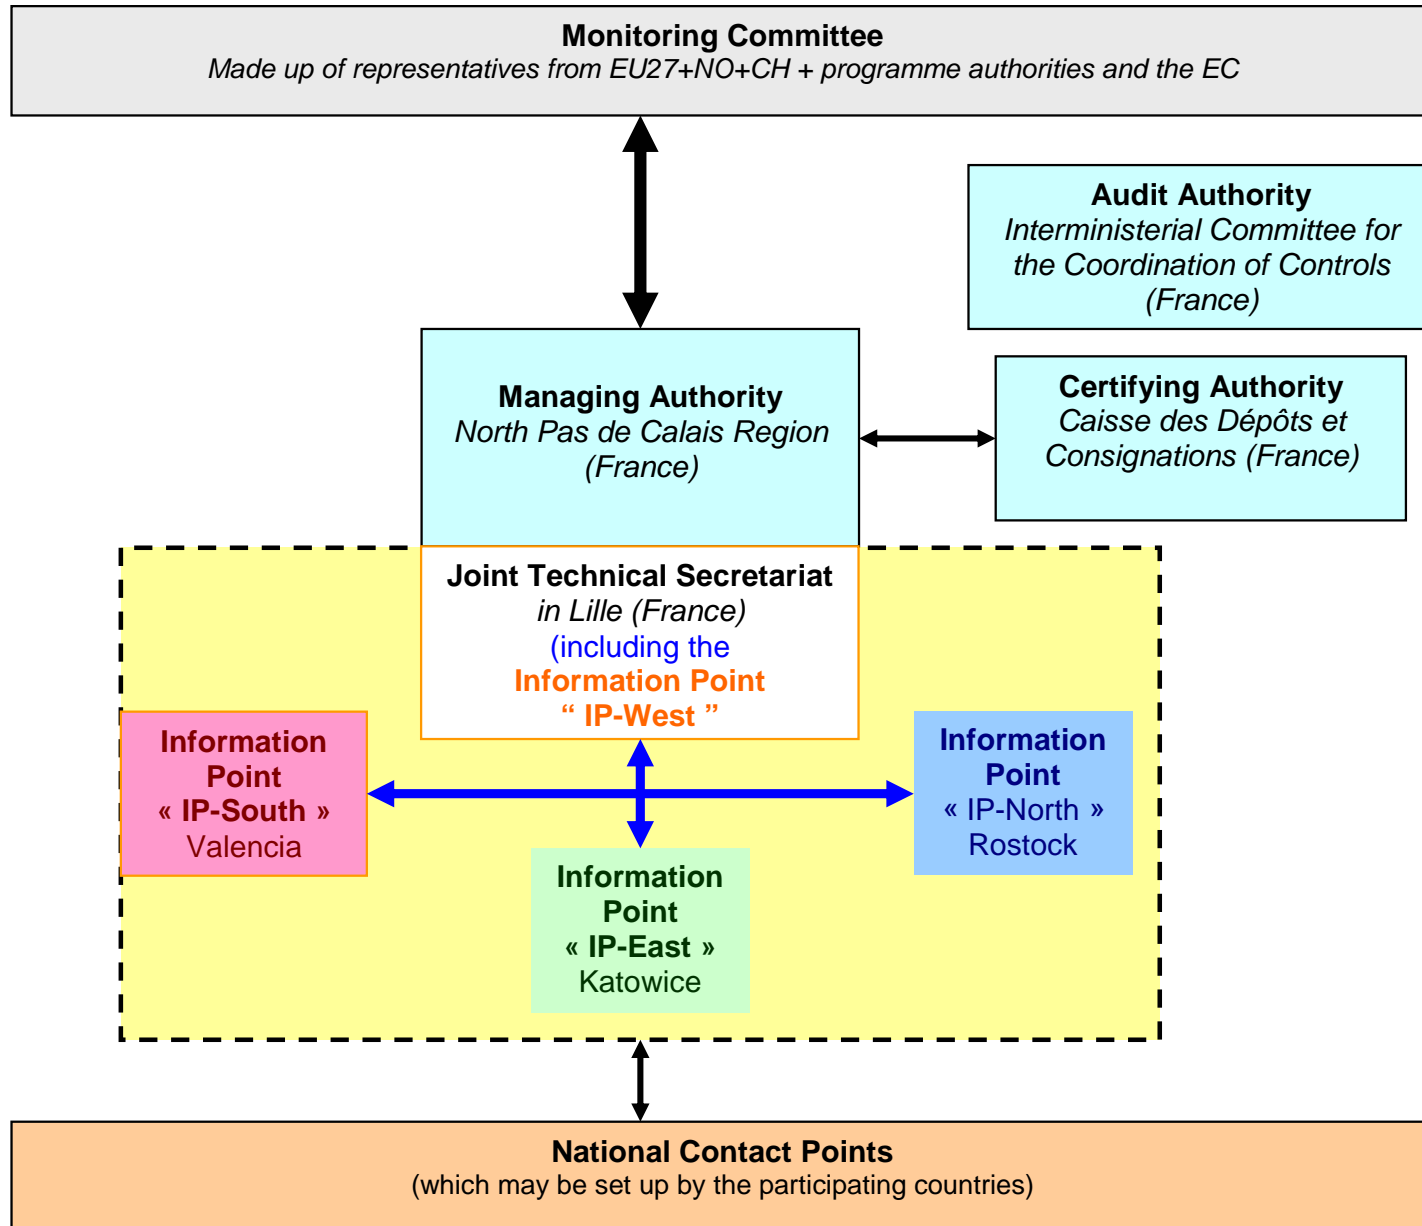 Monitoring Committee
Made up of representatives from EU27+NO+CH + programme authorities and the EC
Audit Authority
Interministerial Committee for
the Coordination of Controls
(France)
Managing Authority
North Pas de Calais Region
(France)
Certifying Authority
Caisse des Dépôts et
Consignations (France)
Joint Technical Secretariat
in Lille (France)
(including the
Information Point
“ IP-West ”
Information
Point
« IP-South »
Valencia
Information
Point
« IP-North »
Rostock
Information
Point
« IP-East »
Katowice
National Contact Points
(which may be set up by the participating countries)